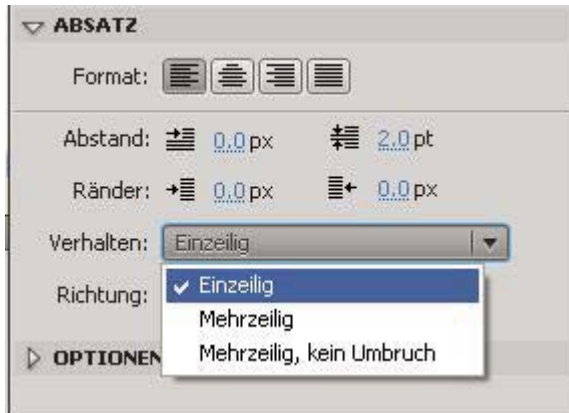 ABSATZ
Format:
Abstand: 0,0 px 2,0 pt
Ränder: 0,0 px 0,0 px
Verhalten: Einzeilig
Richtung: Einzeilig
Mehrzeilig
Mehrzeilig, kein Umbruch
OPTIONEN